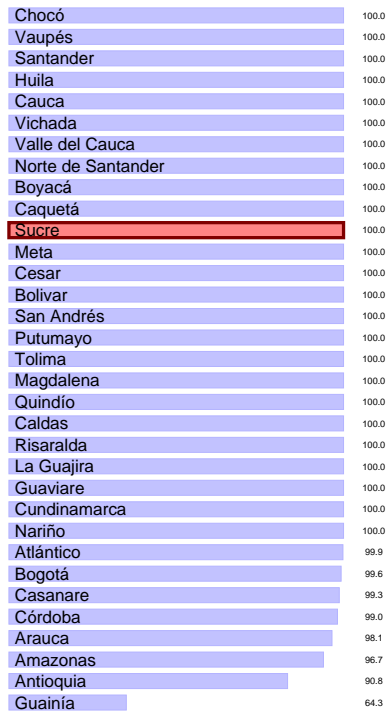 Chocó 100.0
Vaupés 100.0
Santander 100.0
Huila 100.0
Cauca 100.0
Vichada 100.0
Valle del Cauca 100.0
Norte de Santander 100.0
Boyacá 100.0
Caquetá 100.0
Sucre 100.0
Meta 100.0
Cesar 100.0
Bolivar 100.0
San Andrés 100.0
Putumayo 100.0
Tolima 100.0
Magdalena 100.0
Quindío 100.0
Caldas 100.0
Risaralda 100.0
La Guajira 100.0
Guaviare 100.0
Cundinamarca 100.0
Nariño 100.0
Atlántico 99.9
Bogotá 99.6
Casanare 99.3
Córdoba 99.0
Arauca 98.1
Amazonas 96.7
Antioquia 90.8
Guainía 64.3